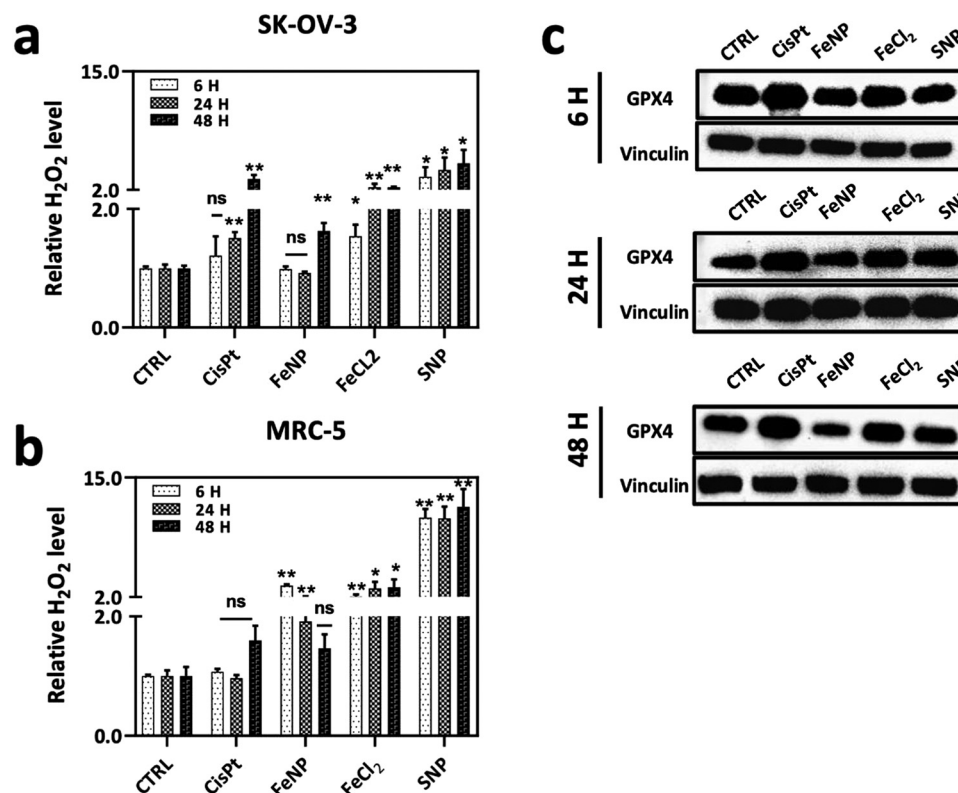 a
SK-OV-3
Relative H₂O₂ level
15.0
2.0
2.0
0.0
6 H
24 H
48 H
ns
**
**
ns
**
*
**
**
*
*
*
CTRL
CisPt
FeNP
FeCL2
SNP
b
MRC-5
Relative H₂O₂ level
15.0
2.0
2.0
0.0
6 H
24 H
48 H
ns
**
**
ns
**
*
*
**
**
**
CTRL
CisPt
FeNP
FeCl₂
SNP
c
6 H
CTRL CisPt FeNP FeCl₂ SNP
GPX4
Vinculin
24 H
CTRL CisPt FeNP FeCl₂ SNP
GPX4
Vinculin
48 H
CTRL CisPt FeNP FeCl₂ SNP
GPX4
Vinculin